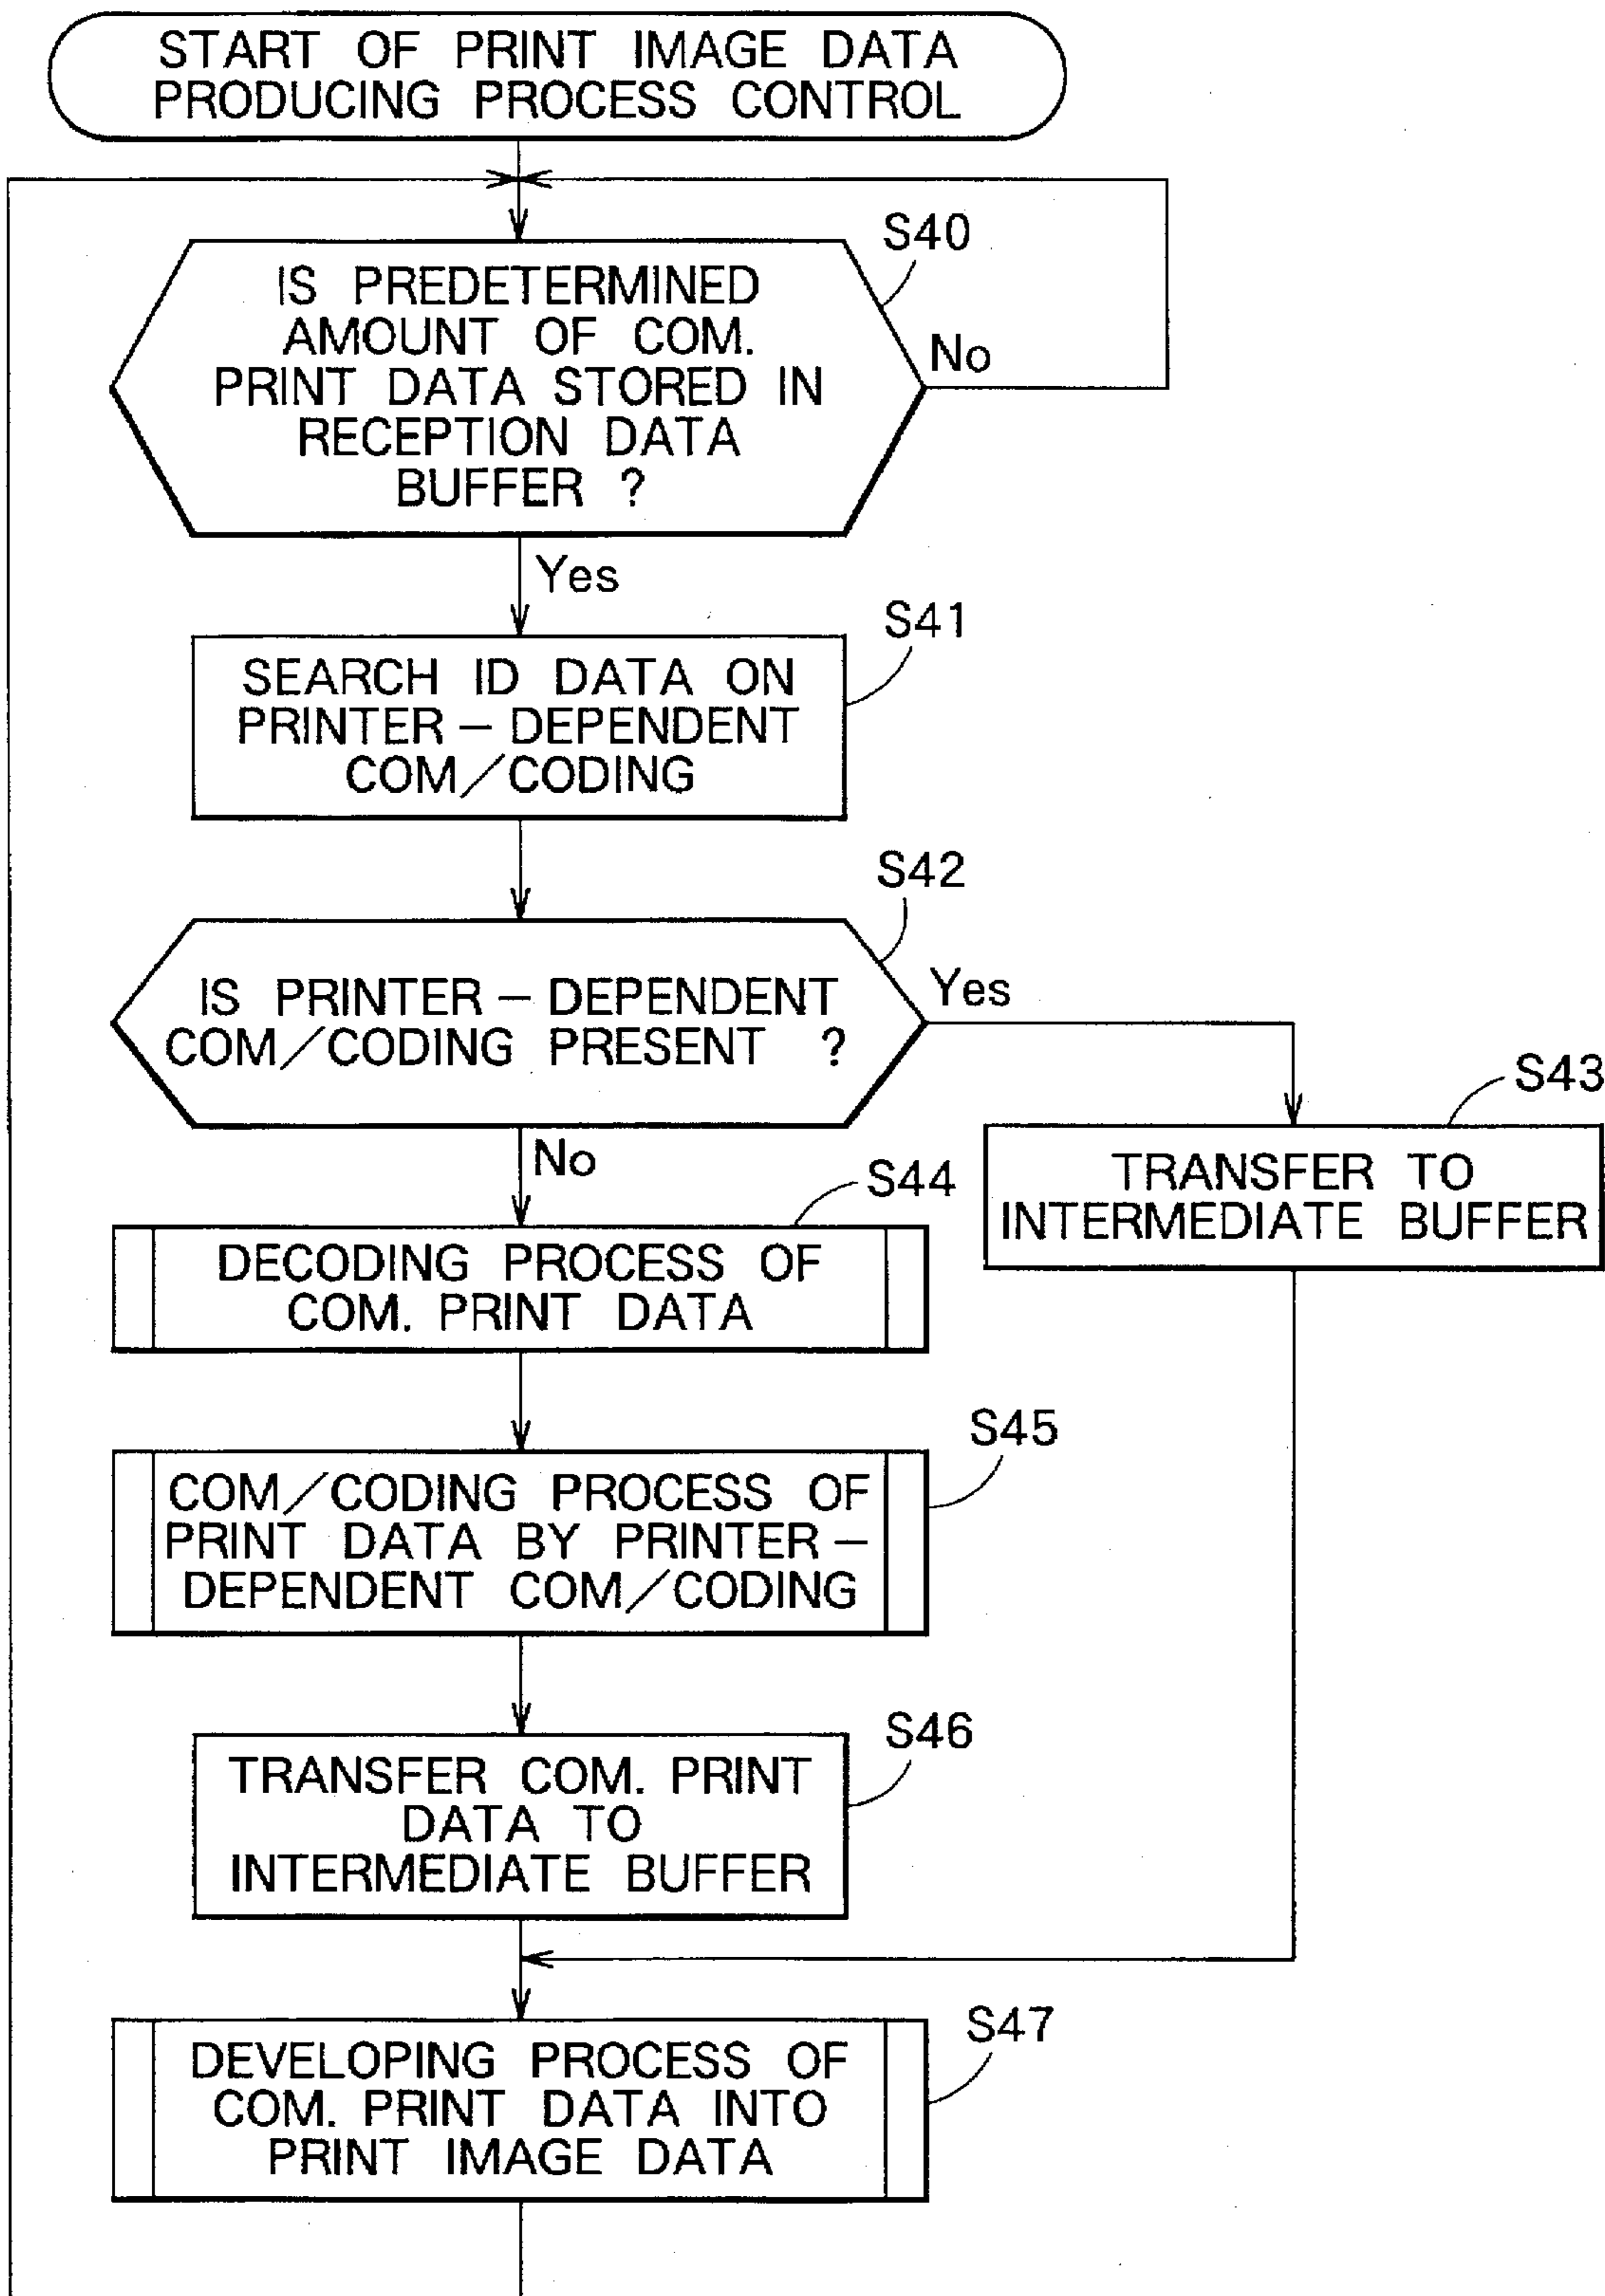 START OF PRINT IMAGE DATA
PRODUCING PROCESS CONTROL
S40
IS PREDETERMINED
AMOUNT OF COM.
PRINT DATA STORED IN
RECEPTION DATA
BUFFER ?
No
Yes
S41
SEARCH ID DATA ON
PRINTER – DEPENDENT
COM/CODING
S42
IS PRINTER – DEPENDENT
COM/CODING PRESENT ?
Yes
No
S43
TRANSFER TO
INTERMEDIATE BUFFER
S44
DECODING PROCESS OF
COM. PRINT DATA
S45
COM/CODING PROCESS OF
PRINT DATA BY PRINTER –
DEPENDENT COM/CODING
S46
TRANSFER COM. PRINT
DATA TO
INTERMEDIATE BUFFER
S47
DEVELOPING PROCESS OF
COM. PRINT DATA INTO
PRINT IMAGE DATA